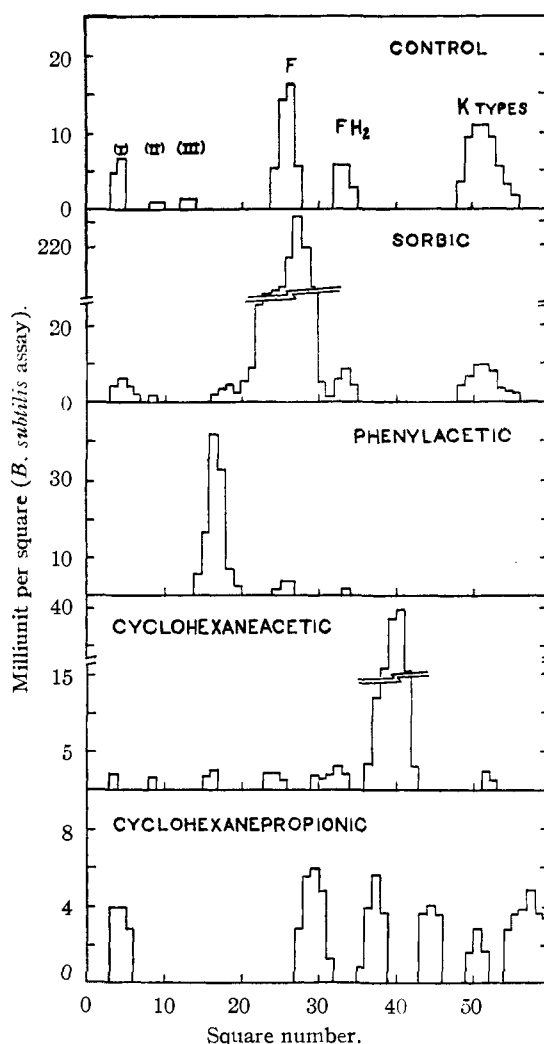 CONTROL
20
10
0
F
FH₂
K TYPES
(I) (II) (III)
SORBIC
220
20
0
PHENYLACETIC
30
10
CYCLOHEXANEACETIC
40
15
5
CYCLOHEXANEPROPIONIC
8
4
0
0 10 20 30 40 50
Square number.
Milliunit per square (B. subtilis assay).